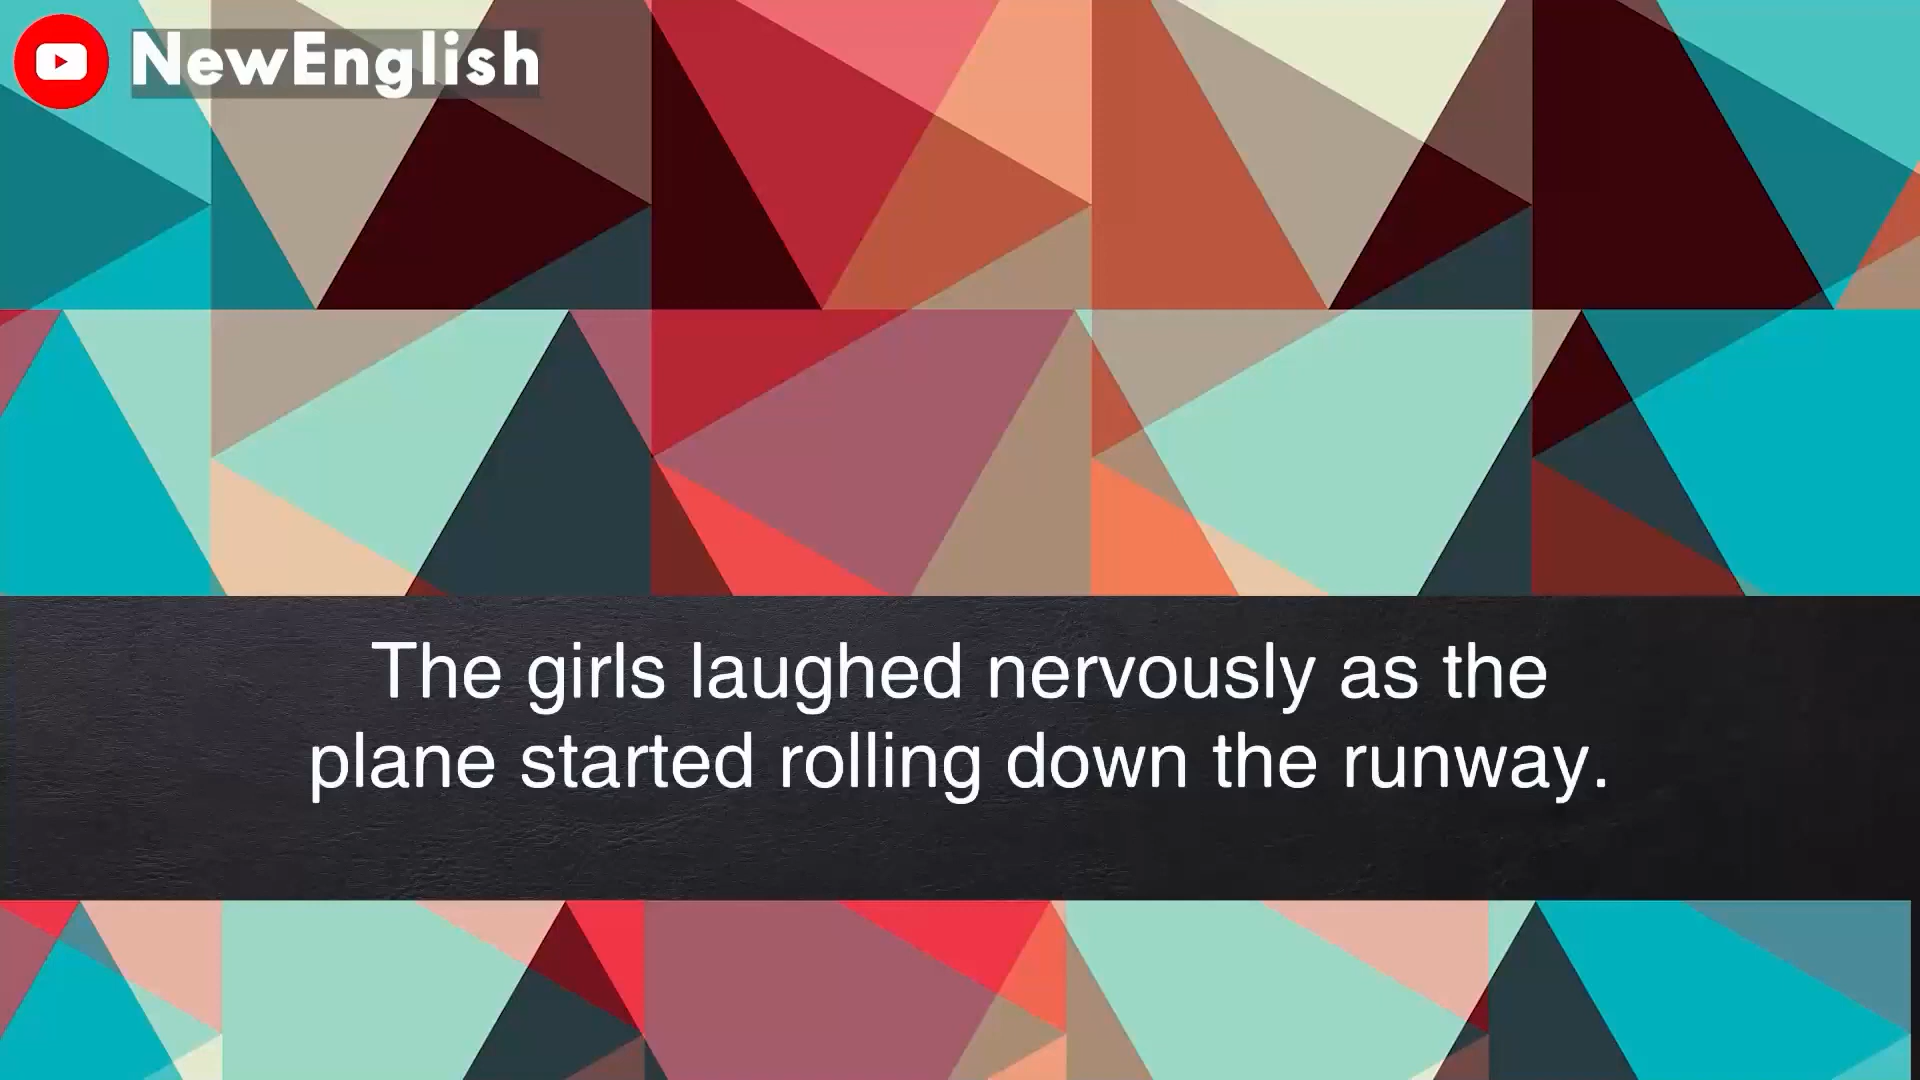 NewEnglish
The girls laughed nervously as the
plane started rolling down the runway.